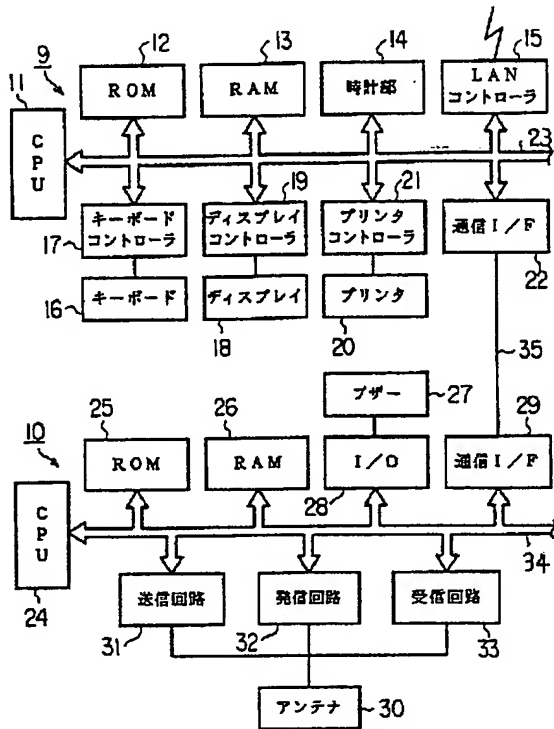 12
13
14
15
9
11
ROM
RAM
時計部
LAN
コントローラ
CPU
23
19
21
17
キーボード
コントローラ
ディスプレイ
コントローラ
プリンタ
コントローラ
通信I/F
22
16
キーボード
ディスプレイ
プリンタ
18
20
35
ブザー
27
25
26
29
10
ROM
RAM
I/O
通信I/F
28
CPU
24
34
送信回路
発信回路
受信回路
31
32
33
アンテナ
30